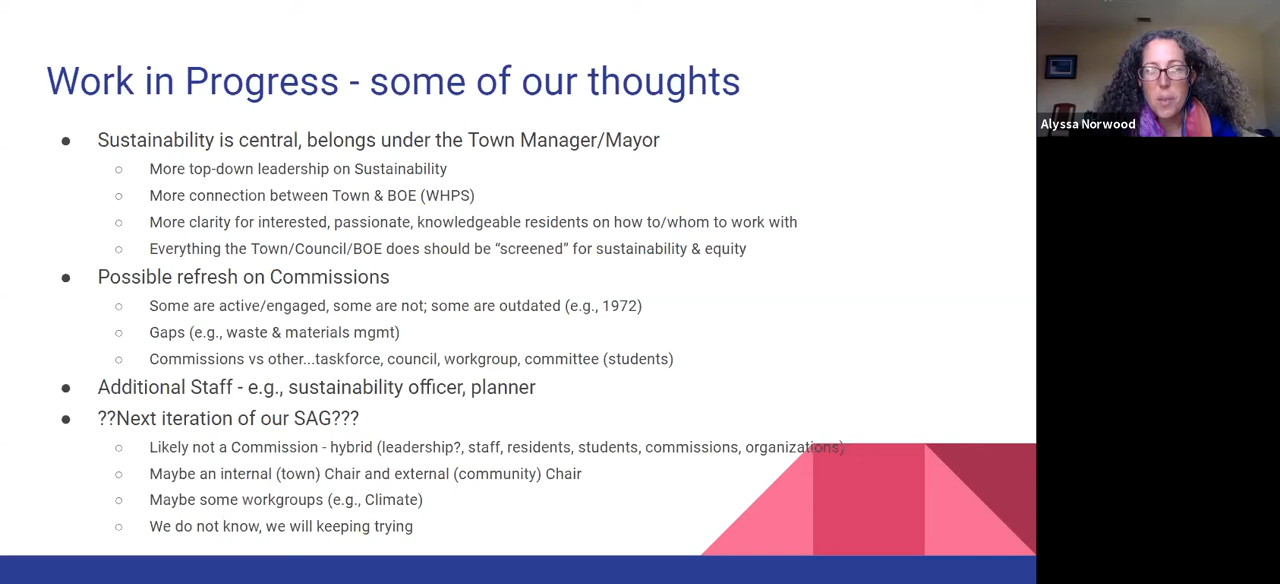 Work in Progress - some of our thoughts
● Sustainability is central, belongs under the Town Manager/Mayor
○ More top-down leadership on Sustainability
○ More connection between Town & BOE (WHPS)
○ More clarity for interested, passionate, knowledgeable residents on how to/whom to work with
○ Everything the Town/Council/BOE does should be “screened” for sustainability & equity
● Possible refresh on Commissions
○ Some are active/engaged, some are not; some are outdated (e.g., 1972)
○ Gaps (e.g., waste & materials mgmt)
○ Commissions vs other...taskforce, council, workgroup, committee (students)
● Additional Staff - e.g., sustainability officer, planner
● ??Next iteration of our SAG???
○ Likely not a Commission - hybrid (leadership?, staff, residents, students, commissions, organizations)
○ Maybe an internal (town) Chair and external (community) Chair
○ Maybe some workgroups (e.g., Climate)
○ We do not know, we will keeping trying
Alyssa Norwood